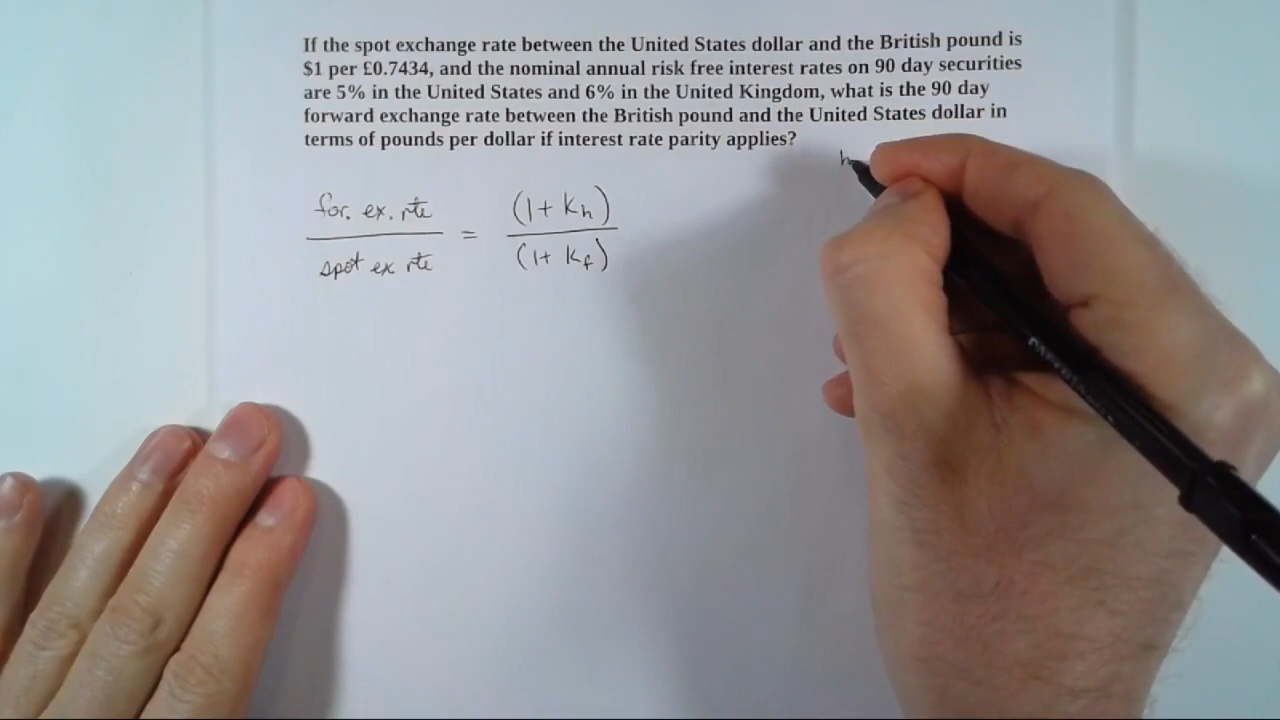 If the spot exchange rate between the United States dollar and the British pound is
$1 per £0.7434, and the nominal annual risk free interest rates on 90 day securities
are 5% in the United States and 6% in the United Kingdom, what is the 90 day
forward exchange rate between the British pound and the United States dollar in
terms of pounds per dollar if interest rate parity applies?
h
for. ex. rte
spot ex rte
=
(1+ Kh)
(1+ Kf)